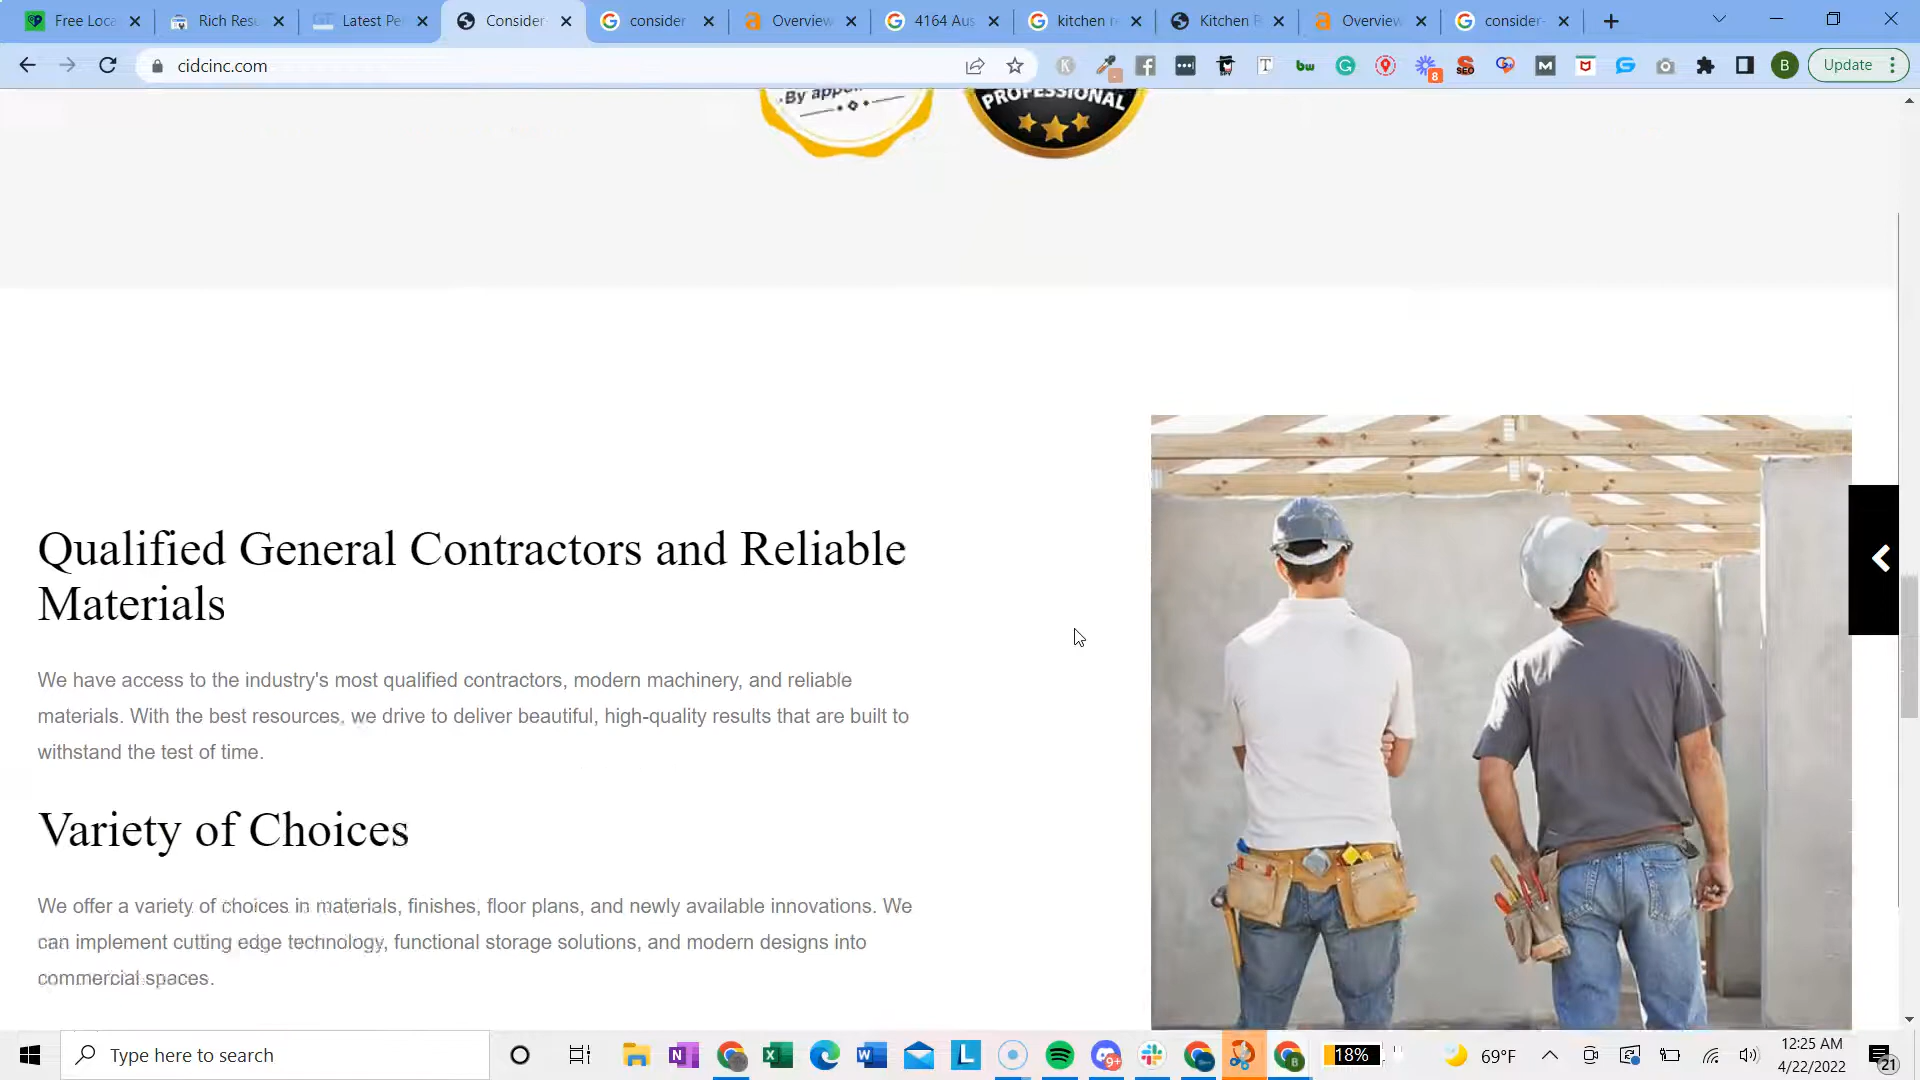 Free Loca
Rich Resu
Latest Pe
Consider
consider
Overview
4164 Aus
kitchen re
Kitchen R
Overview
consider-
cidcinc.com
B
Update
By appo
PROFESSIONAL
Qualified General Contractors and Reliable
Materials
We have access to the industry's most qualified contractors, modern machinery, and reliable
materials. With the best resources, we drive to deliver beautiful, high-quality results that are built to
withstand the test of time.
Variety of Choices
We offer a variety of choices in materials, finishes, floor plans, and newly available innovations. We
can implement cutting edge technology, functional storage solutions, and modern designs into
commercial spaces.
Type here to search
18%
69°F
12:25 AM
4/22/2022
21